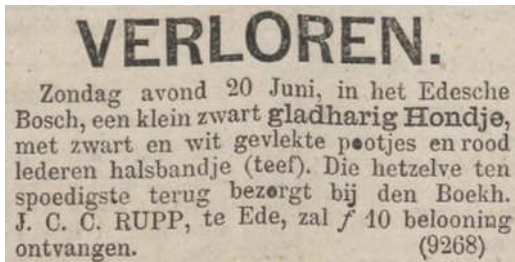 VERLOREN.
Zondag avond 20 Juni, in het Edesche
Bosch, een klein zwart gladharig Hondje,
met zwart en wit gevlekte pootjes en rood
lederen halsbandje (teef). Die hetzelve ten
spoedigste terug bezorgt bij den Boekh.
J. C. C. RUPP, te Ede, zal f 10 belooning
ontvangen. (9268)